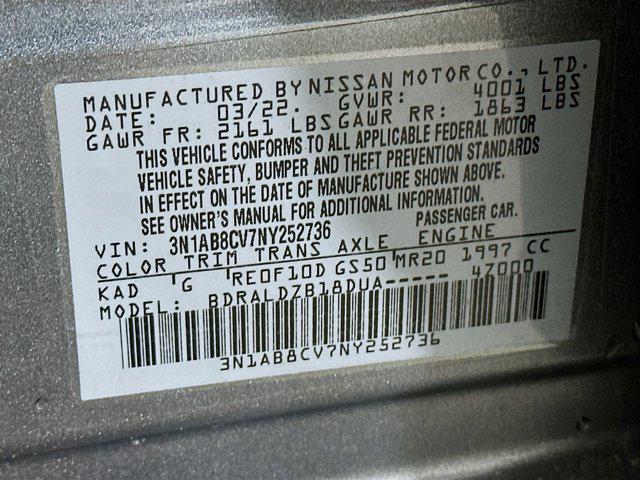 MANUFACTURED BY NISSAN MOTOR CO., LTD.
DATE: 03/22. GVWR: 4001 LBS
GAWR FR: 2161 LBS GAWR RR: 1863 LBS
THIS VEHICLE CONFORMS TO ALL APPLICABLE FEDERAL MOTOR
VEHICLE SAFETY, BUMPER AND THEFT PREVENTION STANDARDS
IN EFFECT ON THE DATE OF MANUFACTURE SHOWN ABOVE.
SEE OWNER'S MANUAL FOR ADDITIONAL INFORMATION.
PASSENGER CAR.
VIN: 3N1AB8CV7NY252736
COLOR TRIM TRANS AXLE ENGINE
KAD G RE0F10D GS50 MR20 1997 CC
MODEL: BDRALDZB18DUA----- 4Z000
3N1AB8CV7NY252736